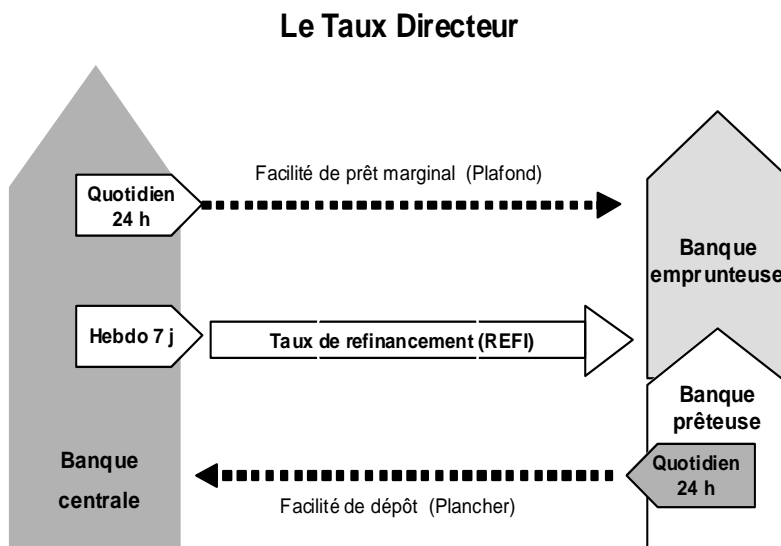 Le Taux Directeur
Facilité de prêt marginal (Plafond)
Quotidien
24 h
Banque
emprunteuse
Hebdo 7 j
Taux de refinancement (REFI)
Banque
prêteuse
Banque
centrale
Quotidien
24 h
Facilité de dépôt (Plancher)